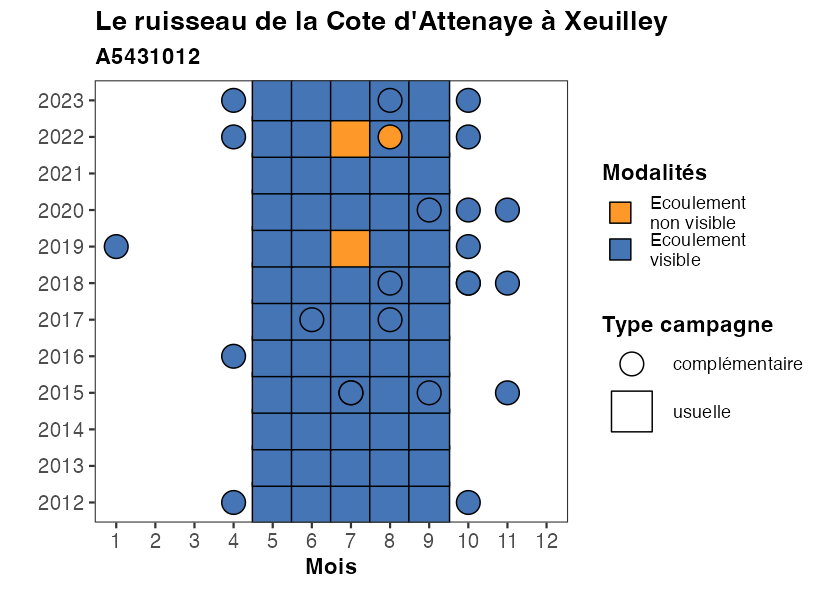 Le ruisseau de la Cote d'Attenaye à Xeuilley
A5431012
2023
2022
2021
2020
2019
2018
2017
2016
2015
2014
2013
2012
1 2 3 4 5 6 7 8 9 10 11 12
Mois
Modalités
Ecoulement
non visible
Ecoulement
visible
Type campagne
complémentaire
usuelle